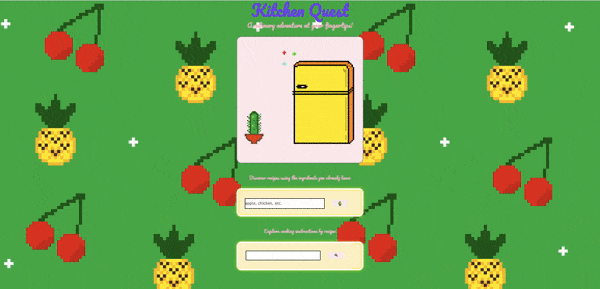 Kitchen Quest
A culinary adventure at your fingertips!
Discover recipes using the ingredients you already have
apple, chicken, etc.
Explore cooking instructions by recipe